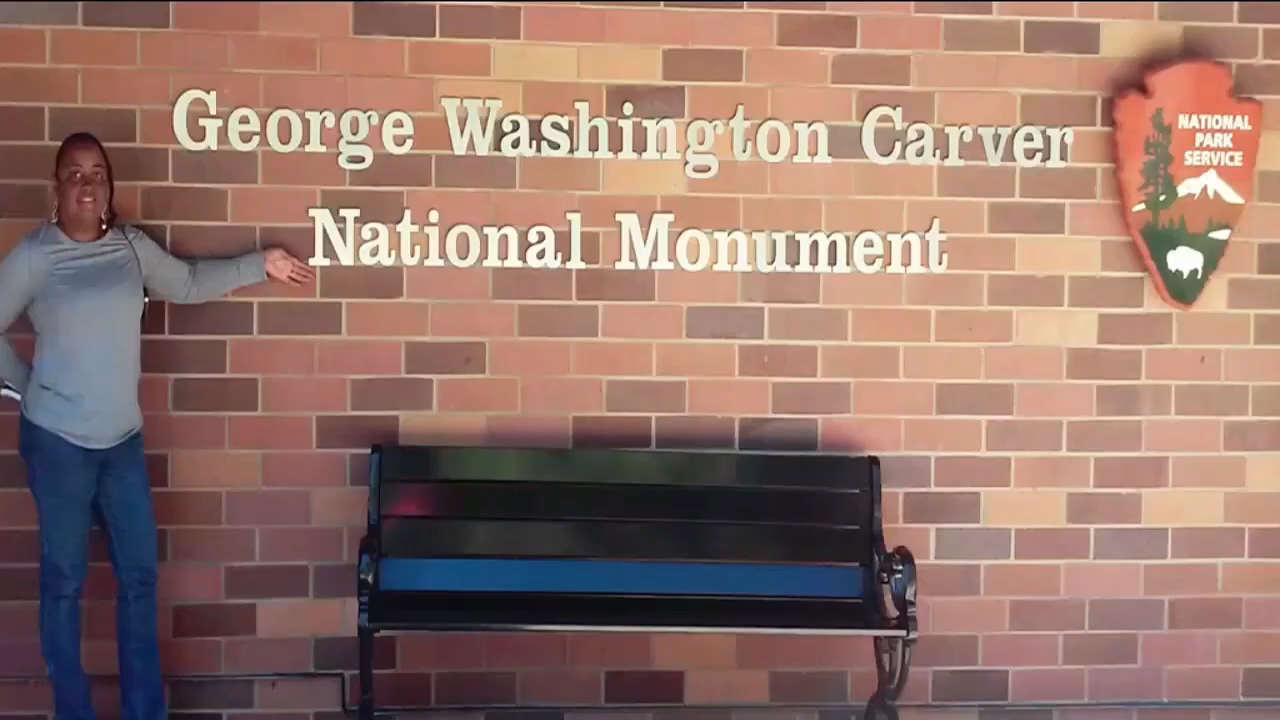 George Washington Carver
National Monument
NATIONAL
PARK
SERVICE